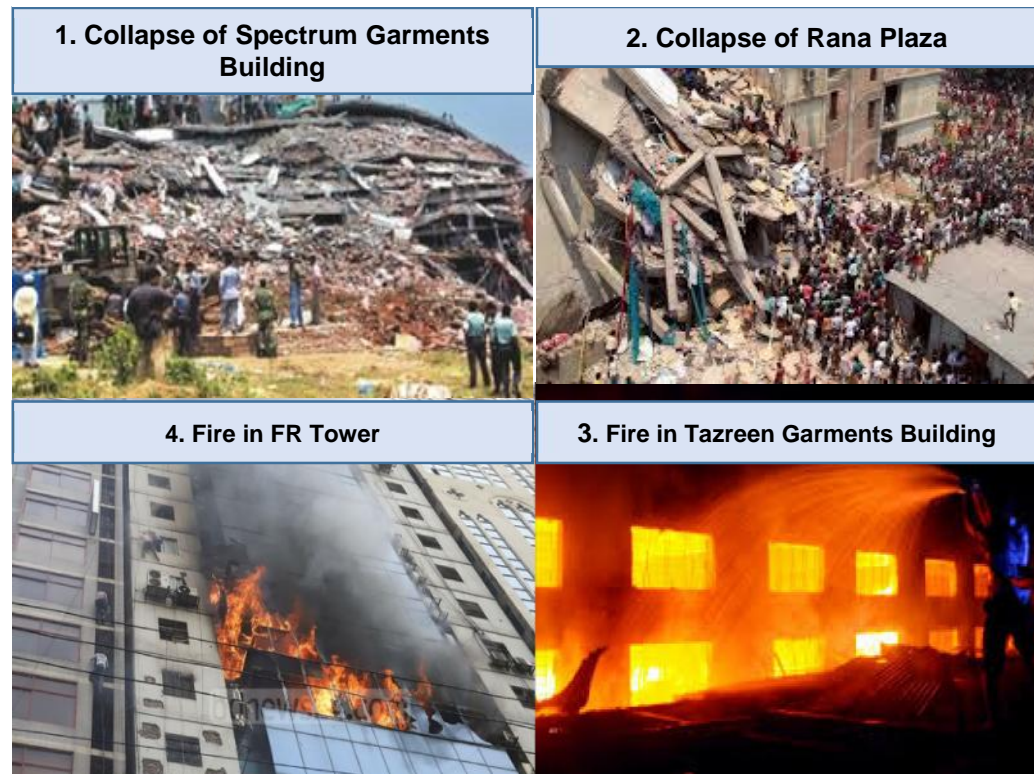 1. Collapse of Spectrum Garments
Building
2. Collapse of Rana Plaza
4. Fire in FR Tower
3. Fire in Tazreen Garments Building